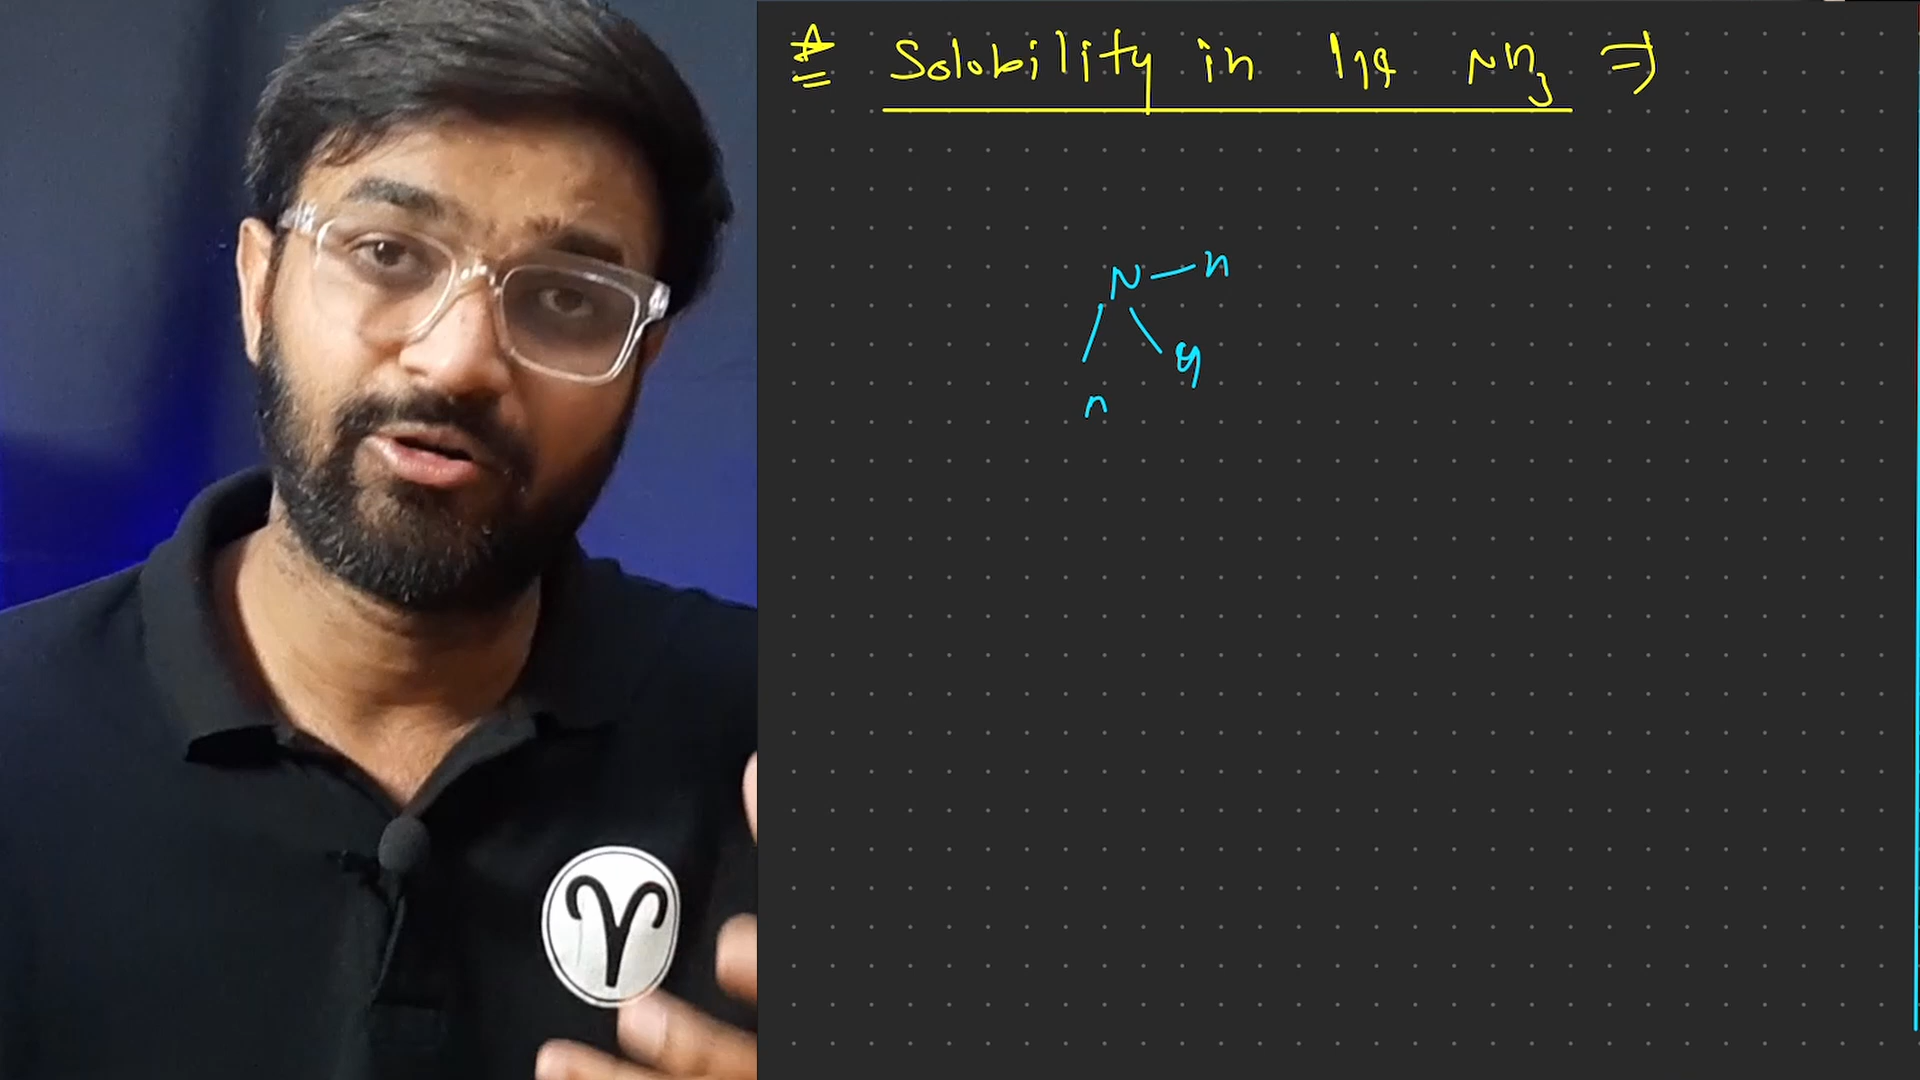 * Solubility in liq NH3 ⇒
N — H
H
H